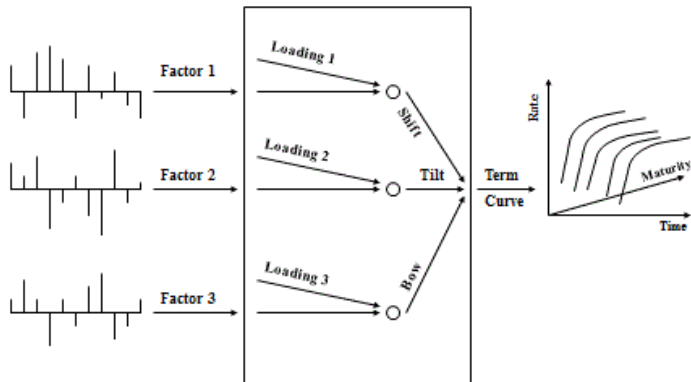 Factor 1
Loading 1
Shift
Factor 2
Loading 2
Tilt
Term
Curve
Factor 3
Loading 3
Bow
Rate
Maturity
Time